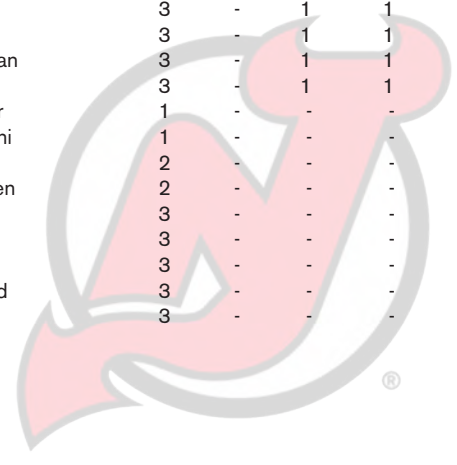 3 - 1 1
3 - 1 1
an 3 - 1 1
3 - 1 1
r 1 - - -
ni 1 - - -
2 - - -
en 2 - - -
3 - - -
3 - - -
3 - - -
d 3 - - -
3 - - -
®